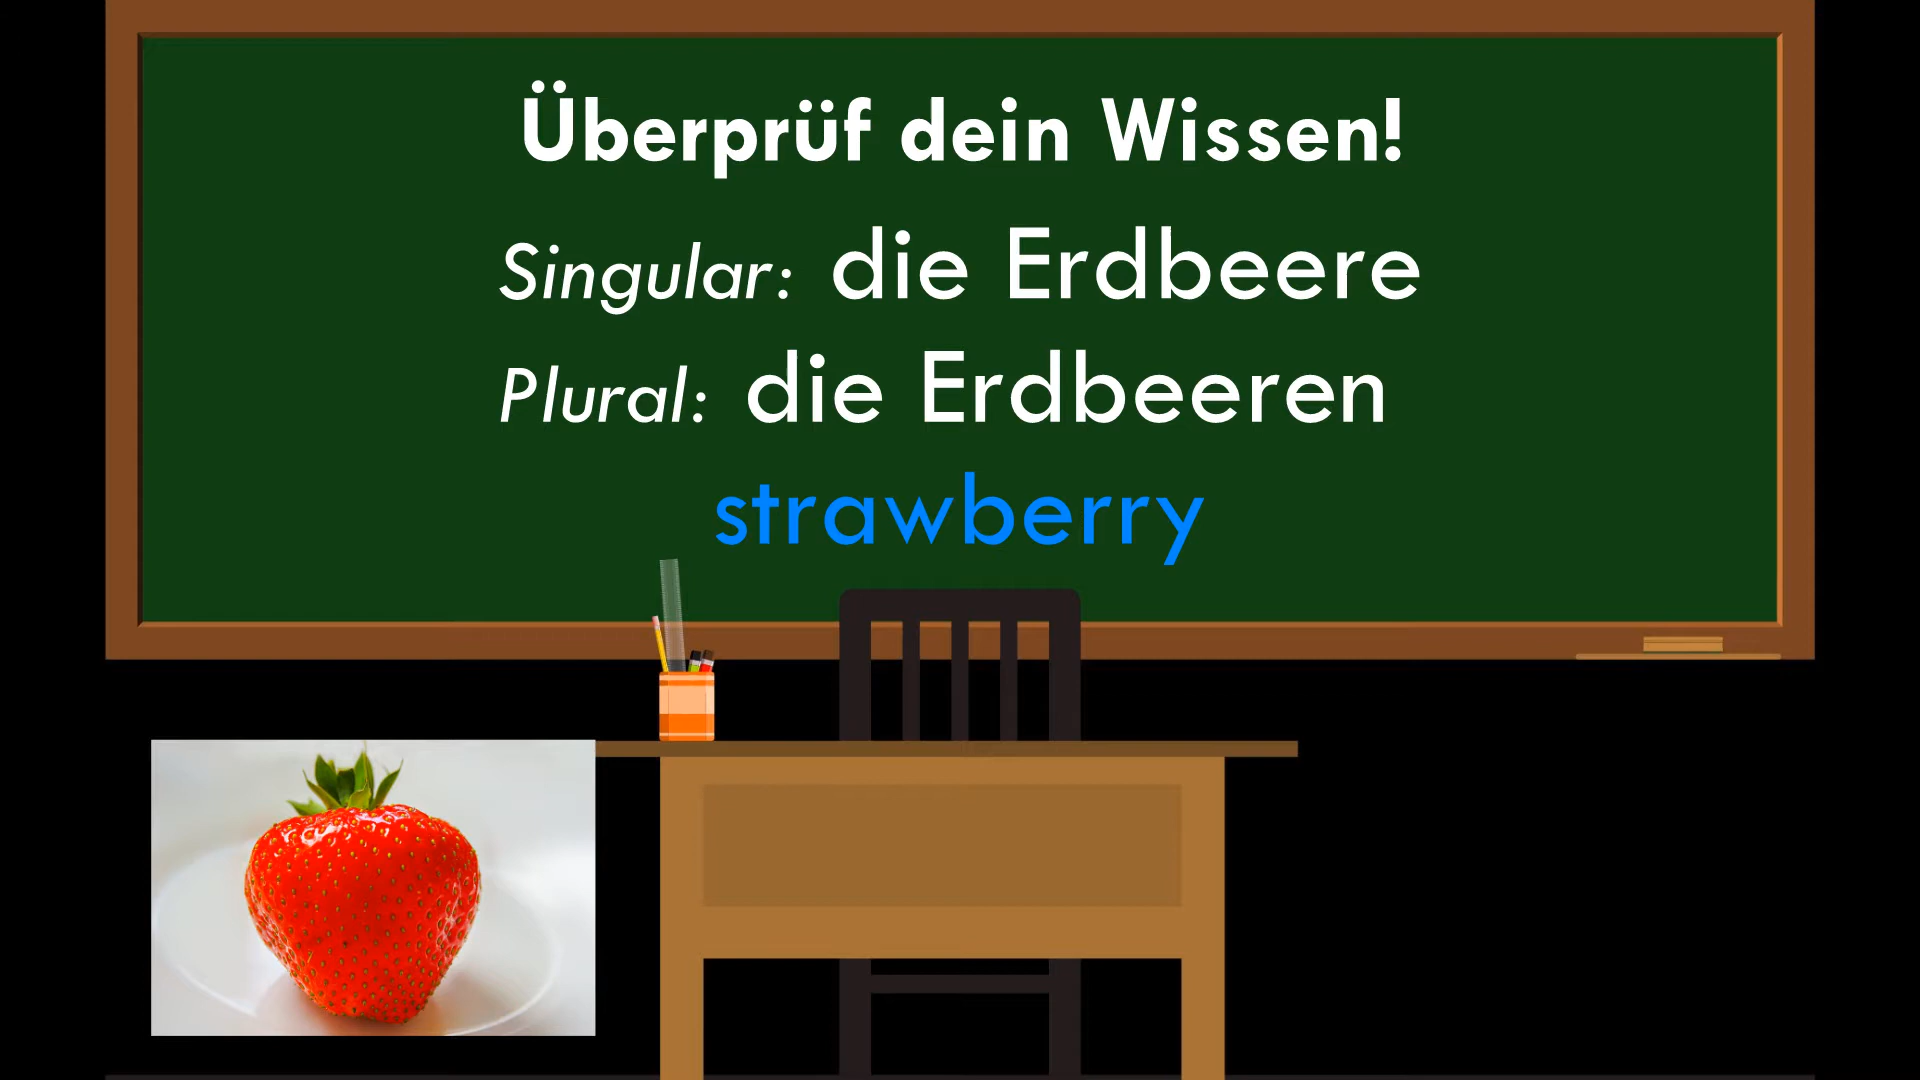 Überprüf dein Wissen!
Singular: die Erdbeere
Plural: die Erdbeeren
strawberry